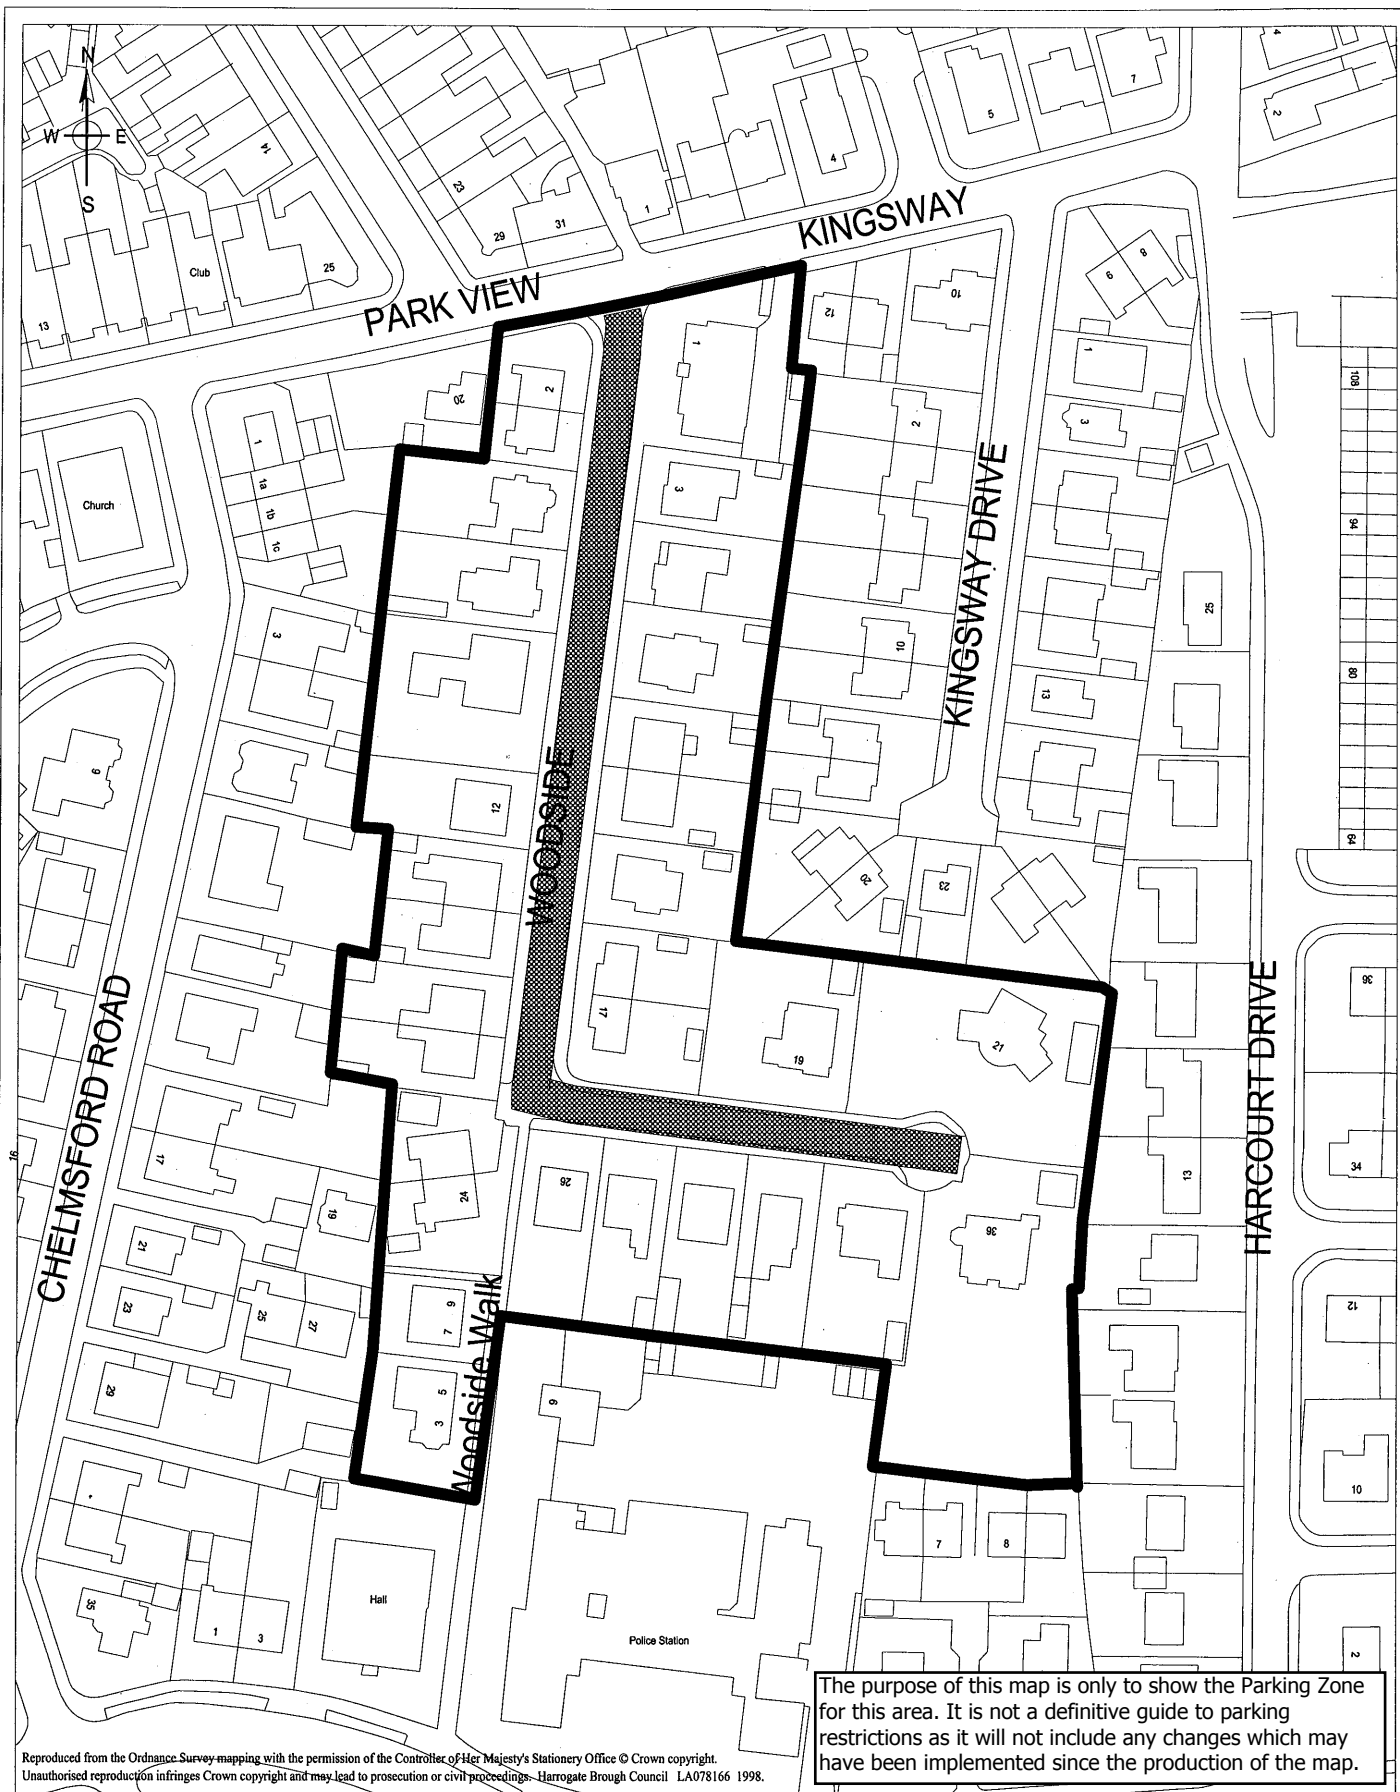 N
W E
S
14
23
29
31
1
4
5
7
4
2
Club
25
13
KINGSWAY
PARK VIEW
6
8
12
10
20
2
1
1
108
2
3
1
1a
1b
1c
Church
3
94
KINGSWAY DRIVE
25
3
10
80
13
9
WOODSIDE
12
64
20
23
CHELMSFORD ROAD
17
19
21
HARCOURT DRIVE
36
16
17
24
26
13
34
19
21
36
23
25
27
9
7
12
Woodside Walk
29
5
3
9
10
7
8
35
1
3
Hall
Police Station
2
The purpose of this map is only to show the Parking Zone
for this area. It is not a definitive guide to parking
restrictions as it will not include any changes which may
have been implemented since the production of the map.
Reproduced from the Ordnance Survey mapping with the permission of the Controller of Her Majesty's Stationery Office © Crown copyright.
Unauthorised reproduction infringes Crown copyright and may lead to prosecution or civil proceedings. Harrogate Brough Council LA078166 1998.